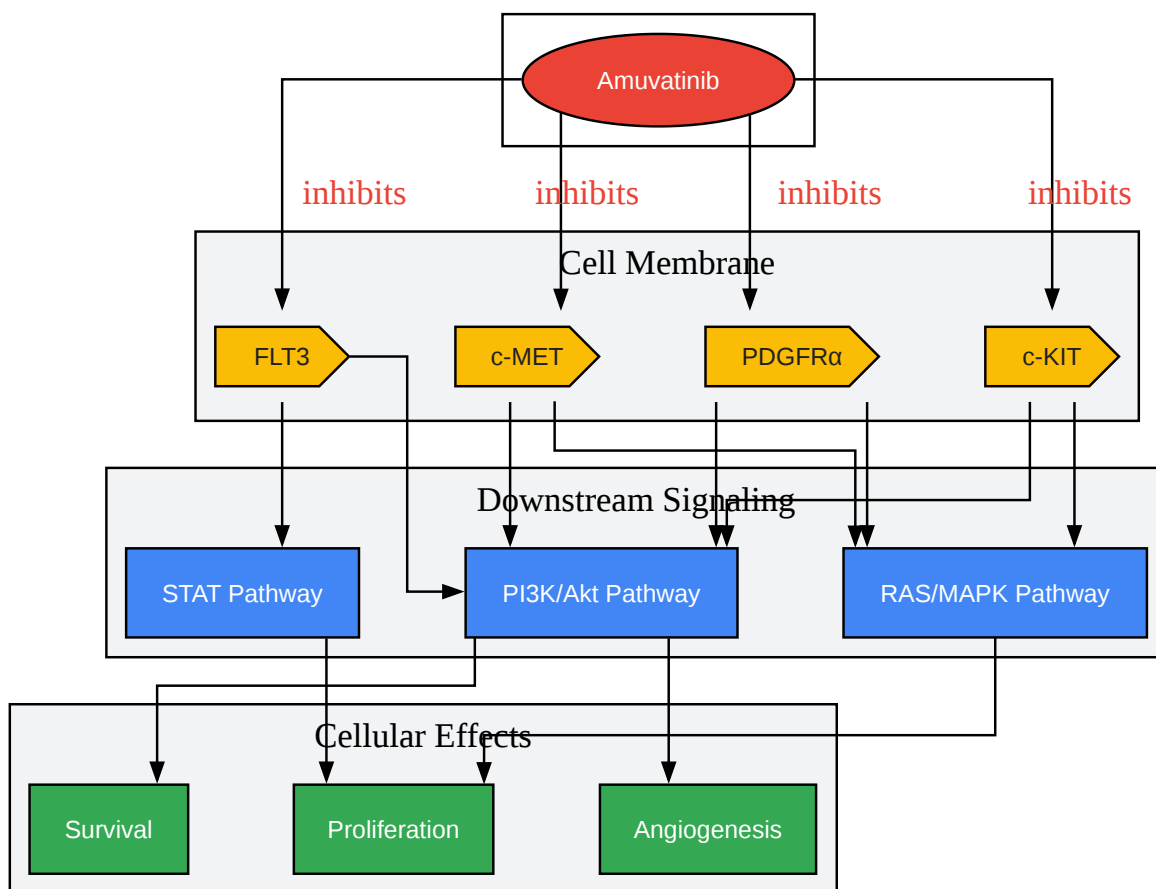 Amuvatinib
inhibits
inhibits
inhibits
inhibits
Cell Membrane
FLT3
c-MET
PDGFRα
c-KIT
Downstream Signaling
STAT Pathway
PI3K/Akt Pathway
RAS/MAPK Pathway
Cellular Effects
Survival
Proliferation
Angiogenesis